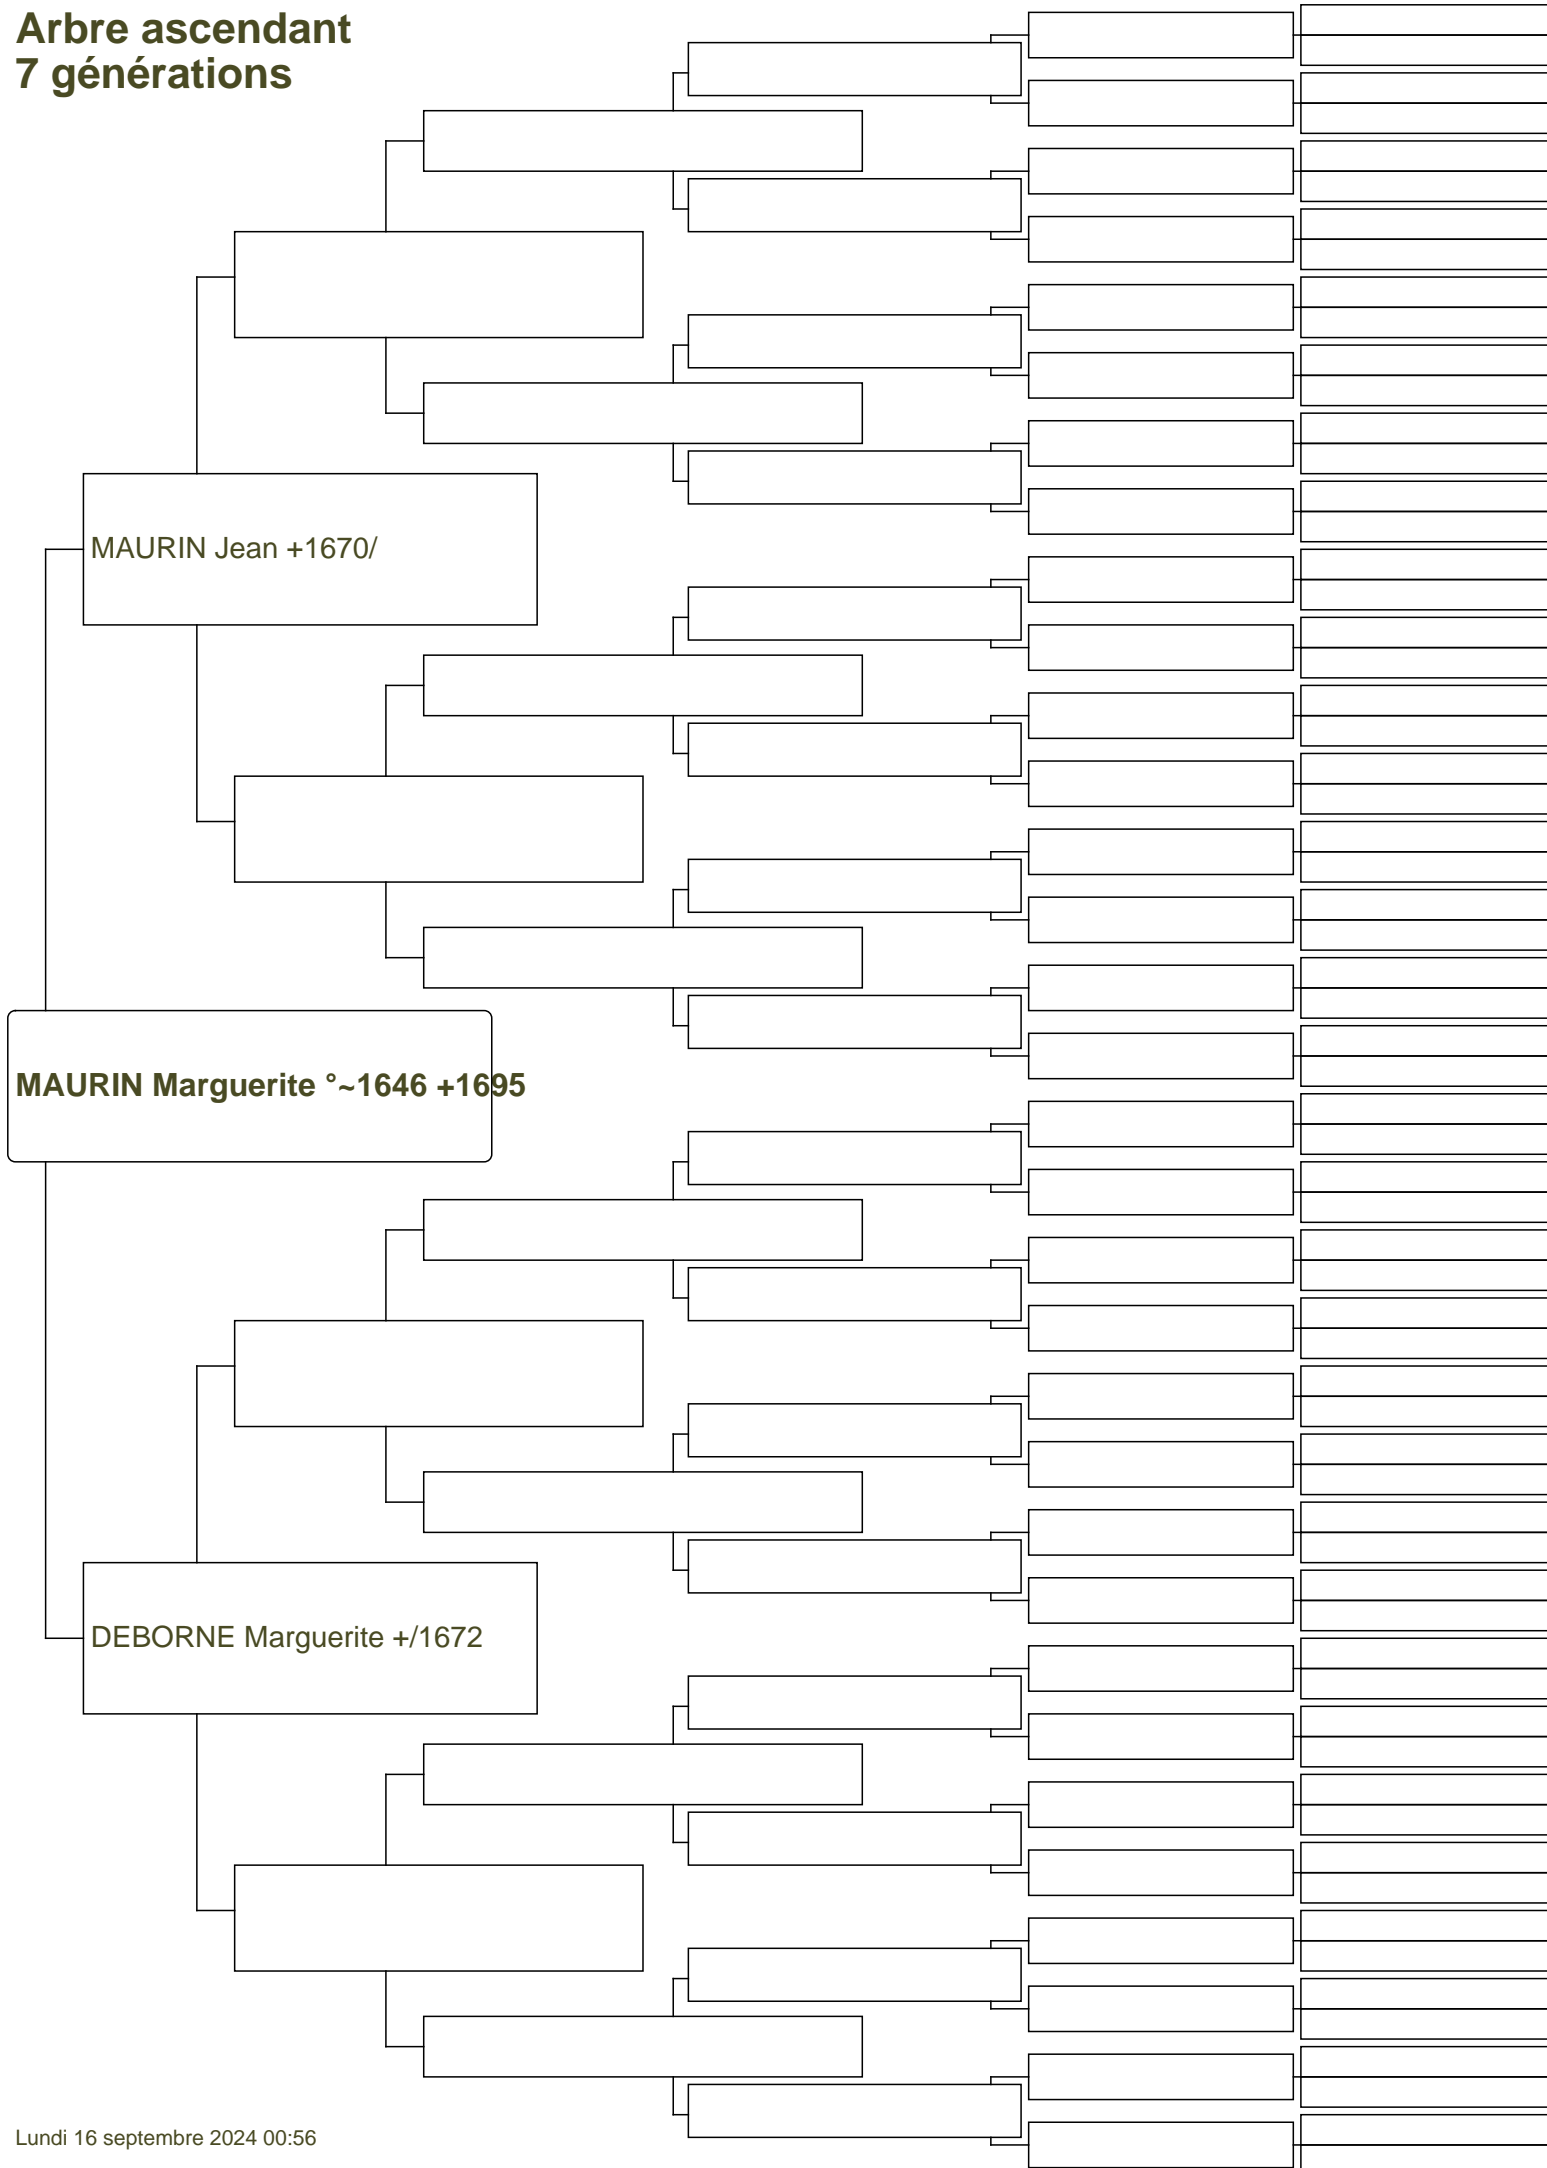 Arbre ascendant
7 générations
MAURIN Jean +1670/
MAURIN Marguerite °~1646 +1695
DEBORNE Marguerite +/1672
Lundi 16 septembre 2024 00:56